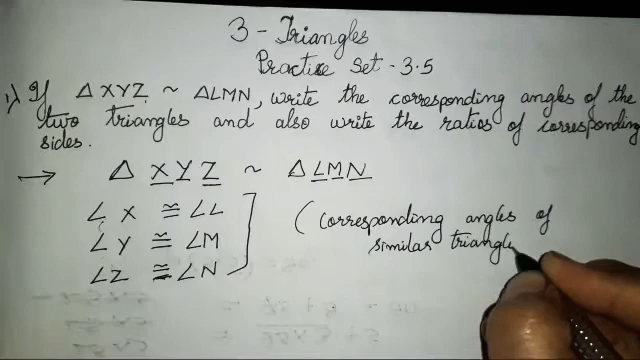 3 - Triangles
Practice Set - 3.5
1) If △ XYZ ~ △LMN, write the corresponding angles of the
two triangles and also write the ratios of corresponding
sides.
→ △ XYZ ~ △ LMN
∠ X ≅ ∠L
∠ Y ≅ ∠M
∠Z ≅ ∠N
(Corresponding angles of
similar triangle